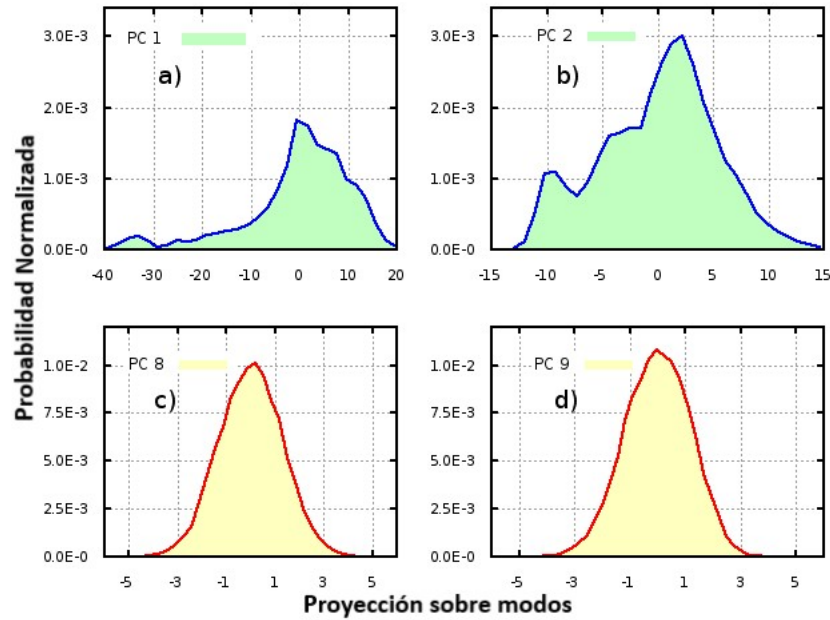 PC 1
a)
3.0E-3
2.0E-3
1.0E-3
0.0E-0
-40 -30 -20 -10 0 10 20
PC 2
b)
3.0E-3
2.0E-3
1.0E-3
0.0E-0
-15 -10 -5 0 5 10 15
Probabilidad Normalizada
PC 8
c)
1.0E-2
7.5E-3
5.0E-3
2.5E-3
0.0E-0
-5 -3 -1 1 3 5
PC 9
d)
1.0E-2
7.5E-3
5.0E-3
2.5E-3
0.0E-0
-5 -3 -1 1 3 5
Proyección sobre modos